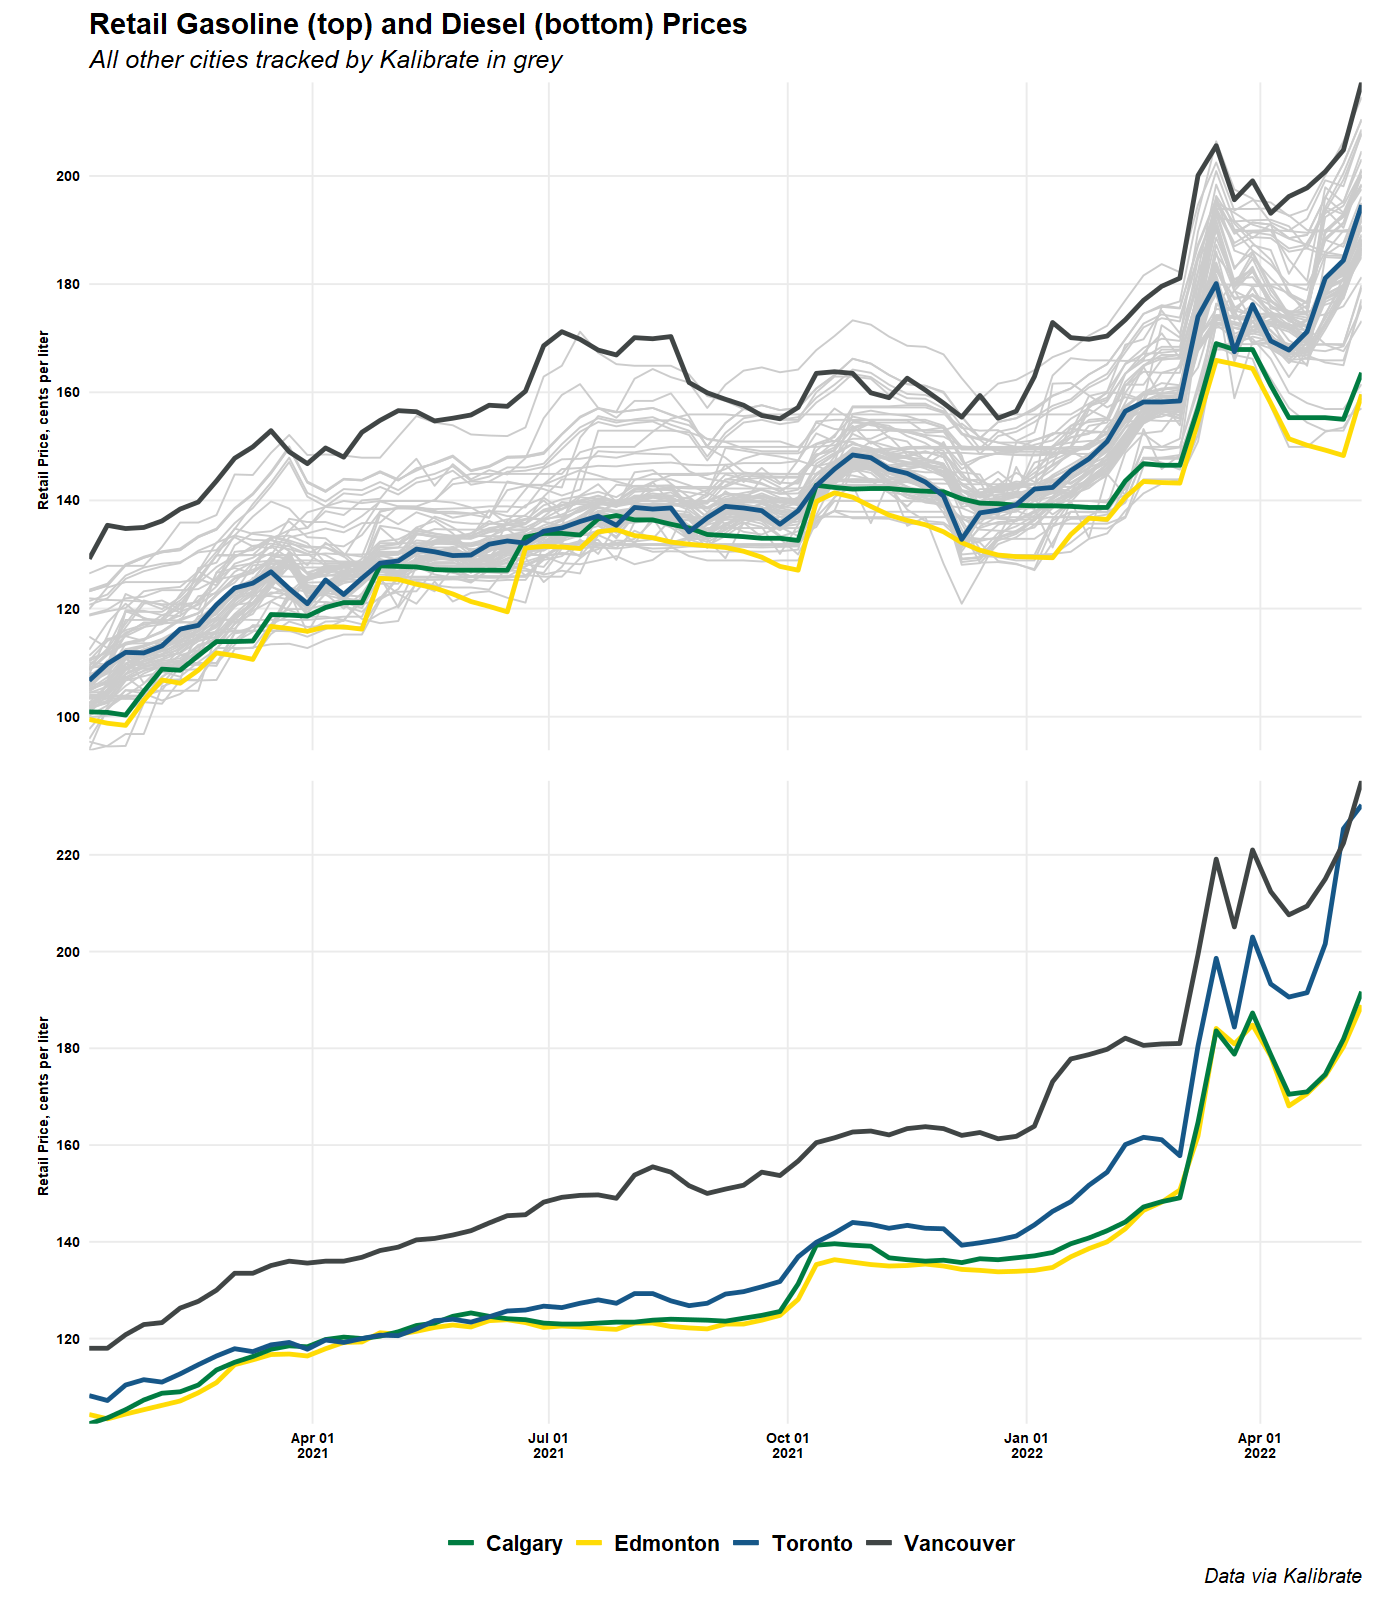 Retail Gasoline (top) and Diesel (bottom) Prices
All other cities tracked by Kalibrate in grey
Retail Price, cents per liter
200
180
160
140
120
100
Retail Price, cents per liter
220
200
180
160
140
120
Apr 01
2021
Jul 01
2021
Oct 01
2021
Jan 01
2022
Apr 01
2022
Calgary
Edmonton
Toronto
Vancouver
Data via Kalibrate